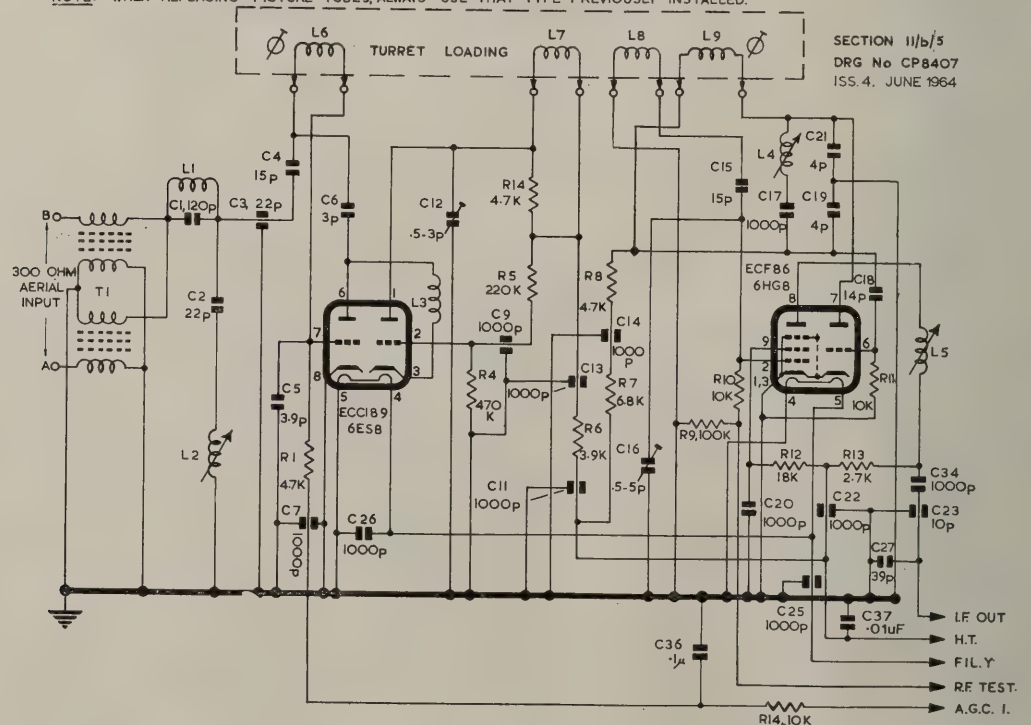 NOTE: WHEN REPLACING PICTURE TUBES, ALWAYS USE THAT TYPE PREVIOUSLY INSTALLED.
L6
TURRET LOADING
L7
L8
L9
SECTION 11/b/5
DRG No CP8407
ISS. 4. JUNE 1964
L1
C1, 120p
C3, 22p
C4
15p
C6
3p
C12
.5-3p
R14
4.7K
R5
220K
R8
4.7K
C15
15p
L4
C17
1000p
C21
4p
C19
4p
B
300 OHM
AERIAL
INPUT
T1
A
C2
22p
L2
C5
3.9p
R1
4.7K
C7
1000p
C26
1000p
6
1
7
2
8
3
5
4
ECC189
6ES8
L3
C9
1000p
R4
470
K
C13
1000p
C14
1000
P
R7
6.8K
R6
3.9K
C11
1000p
C16
.5-5p
ECF86
6HG8
8
7
9
2
1,3
6
4
5
C18
14p
L5
R10
10K
R11
10K
R9, 100K
R12
18K
R13
2.7K
C20
1000p
C22
1000p
C34
1000p
C23
10p
C27
39p
C25
1000p
C37
.01uF
C36
.1µ
R14, 10K
I.F. OUT
H.T.
FIL.Y
R.F. TEST.
A.G.C. 1.